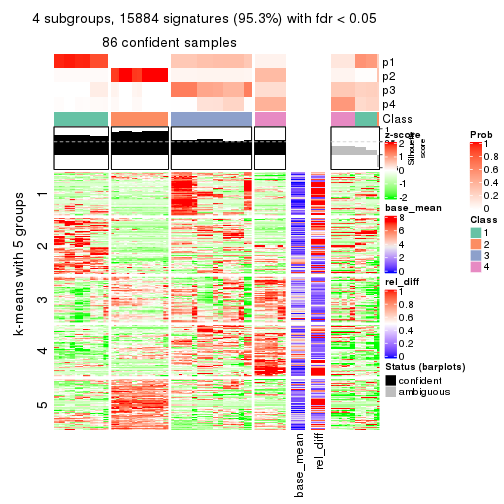 4 subgroups, 15884 signatures (95.3%) with fdr < 0.05
86 confident samples
p1
p2
p3
p4
Class
1
Silhouette
score
k-means with 5 groups
1
2
3
4
5
base_mean
rel_diff
z-score
2
1
0
-1
-2
base_mean
8
6
4
2
0
rel_diff
1
0.8
0.6
0.4
0.2
0
Status (barplots)
confident
ambiguous
Prob
1
0.8
0.6
0.4
0.2
0
Class
1
2
3
4